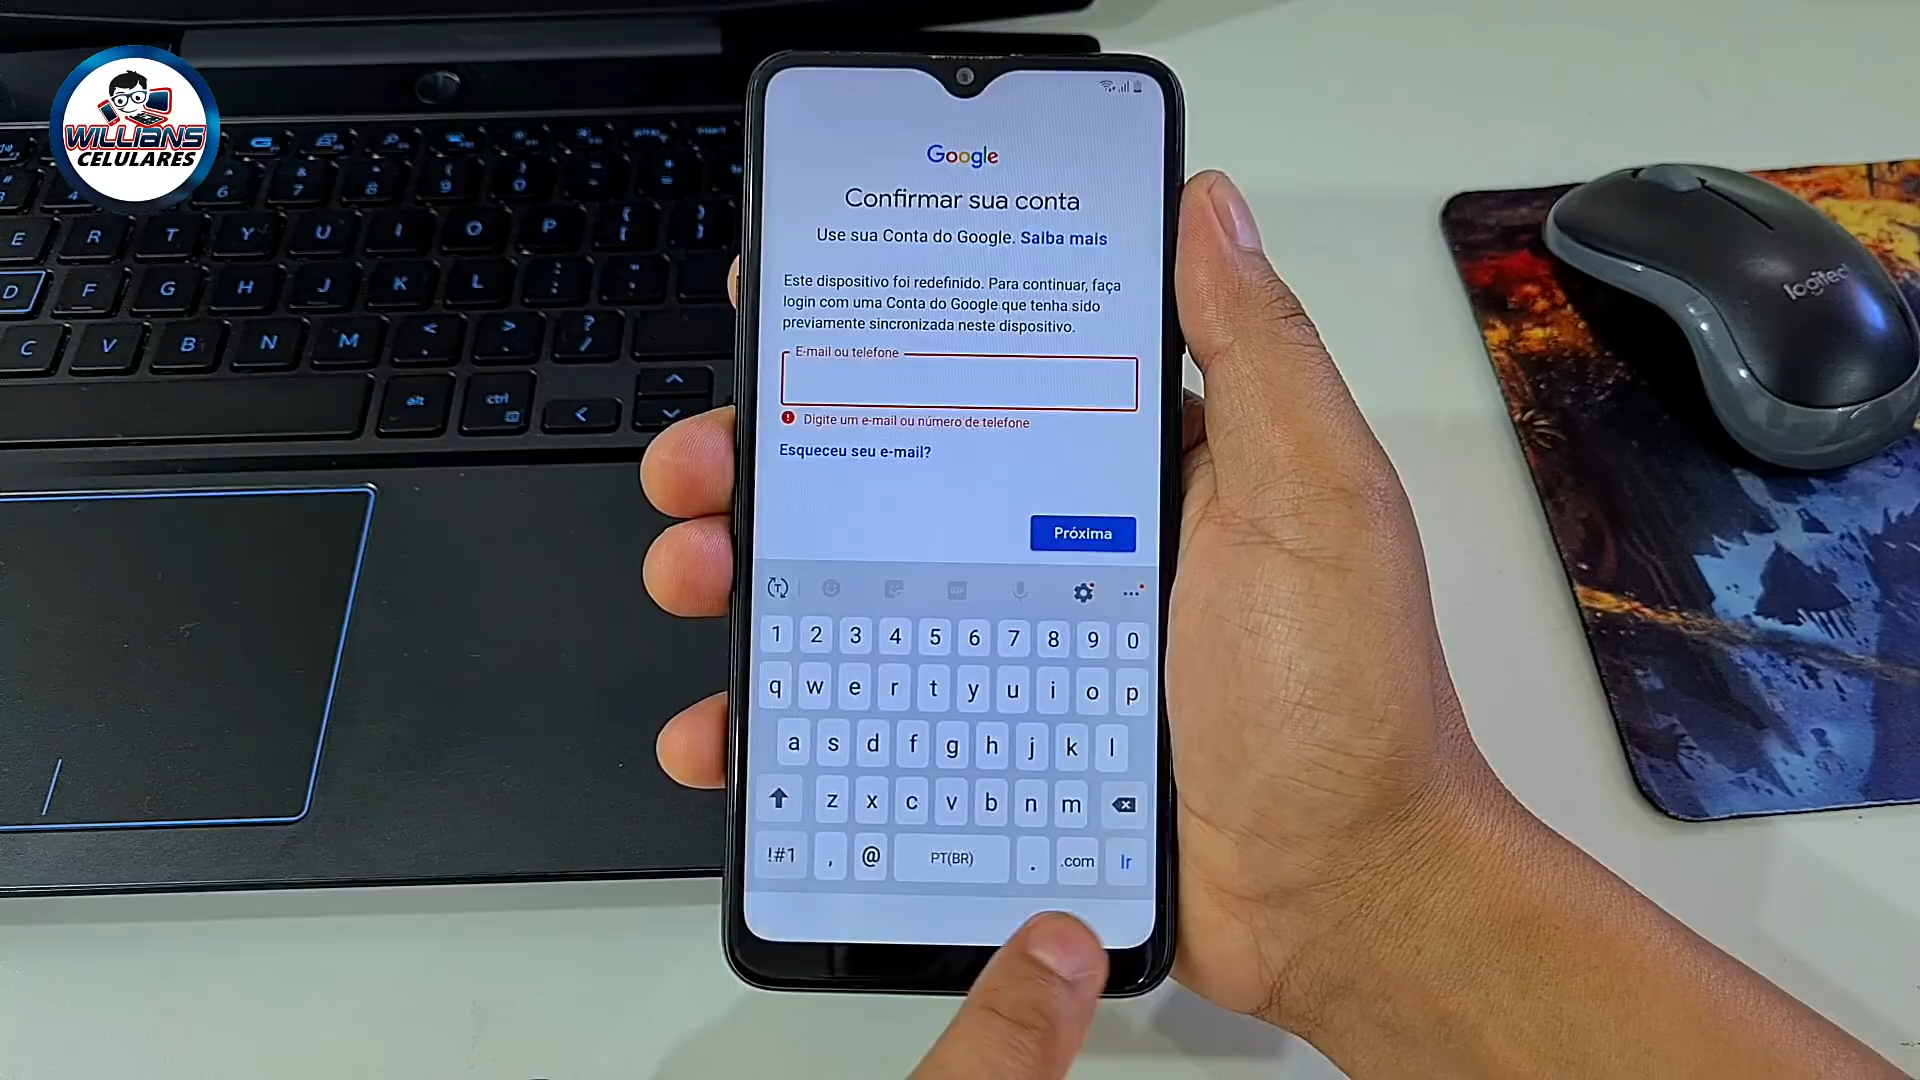 WILLIANS
CELULARES
Google
Confirmar sua conta
Use sua Conta do Google. Saiba mais
Este dispositivo foi redefinido. Para continuar, faça
login com uma Conta do Google que tenha sido
previamente sincronizada neste dispositivo.
E-mail ou telefone
Digite um e-mail ou número de telefone
Esqueceu seu e-mail?
Próxima
GIF
1 2 3 4 5 6 7 8 9 0
q w e r t y u i o p
a s d f g h j k l
z x c v b n m
!#1 , @ PT(BR) . .com Ir
E R T Y U I O P { [ } ]
D F G H J K L : ; " '
C V B N M < , > . ? /
alt ctrl
logitech